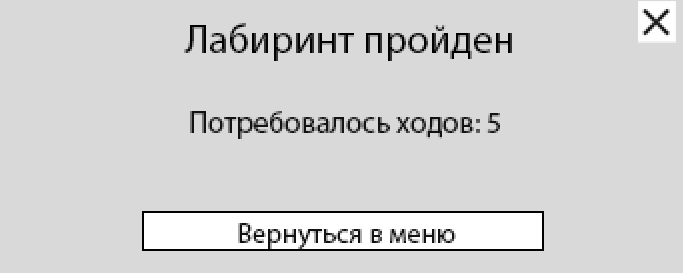 Лабиринт пройден
Потребовалось ходов: 5
Вернуться в меню